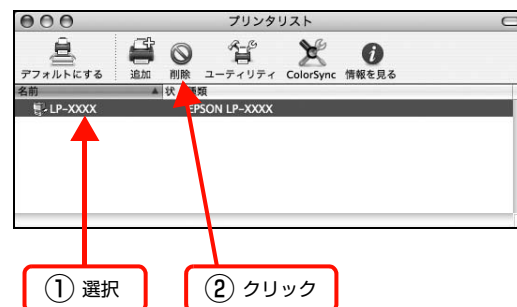 プリンタリスト
デフォルトにする 追加 削除 ユーティリティ ColorSync 情報を見る
名前 状 種類
LP-XXXX EPSON LP-XXXX
① 選択 ② クリック